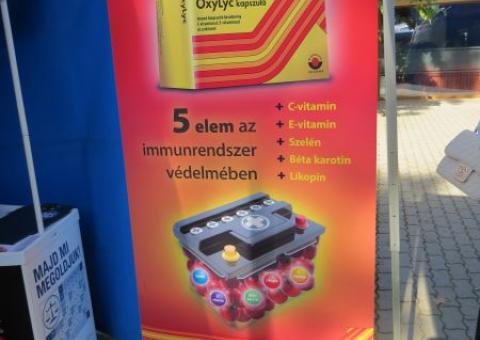 OxyLyc kapszula
5 elem az
immunrendszer
védelmében
+ C-vitamin
+ E-vitamin
+ Szelén
+ Béta karotin
+ Likopin
MAJD MI
MEGOLDJUK!